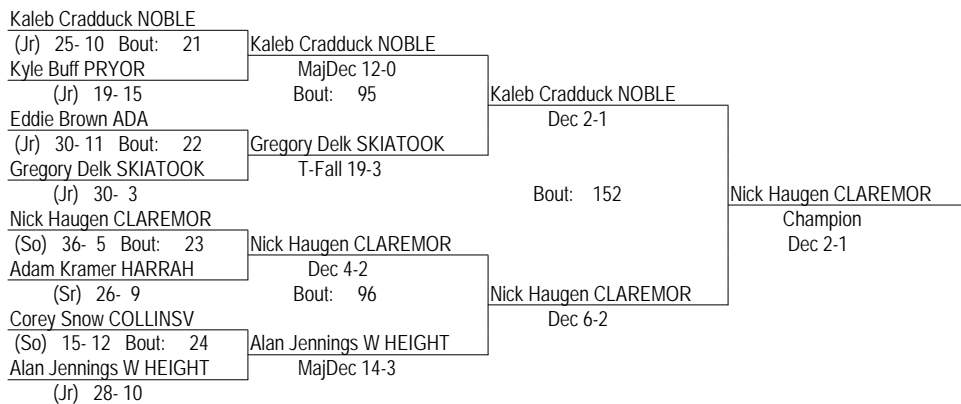 Kaleb Cradduck NOBLE
(Jr) 25- 10 Bout: 21
Kyle Buff PRYOR
(Jr) 19- 15
Eddie Brown ADA
(Jr) 30- 11 Bout: 22
Gregory Delk SKIATOOK
(Jr) 30- 3
Nick Haugen CLAREMOR
(So) 36- 5 Bout: 23
Adam Kramer HARRAH
(Sr) 26- 9
Corey Snow COLLINSV
(So) 15- 12 Bout: 24
Alan Jennings W HEIGHT
(Jr) 28- 10
Kaleb Cradduck NOBLE
MajDec 12-0
Bout: 95
Gregory Delk SKIATOOK
T-Fall 19-3
Nick Haugen CLAREMOR
Dec 4-2
Bout: 96
Alan Jennings W HEIGHT
MajDec 14-3
Kaleb Cradduck NOBLE
Dec 2-1
Bout: 152
Nick Haugen CLAREMOR
Dec 6-2
Nick Haugen CLAREMOR
Champion
Dec 2-1